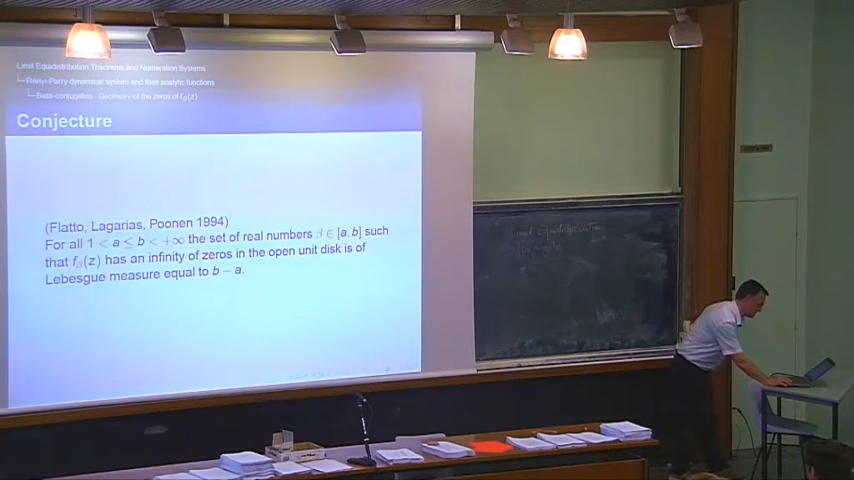 Limit Equidistribution Theorems and Numeration Systems
Rényi-Parry dynamical system and their analytic functions
Beta-conjugates - Geometry of the zeros of fβ(z)
Conjecture
(Flatto, Lagarias, Poonen 1994)
For all 1 < a ≤ b < +∞ the set of real numbers β ∈ [a, b] such
that fβ(z) has an infinity of zeros in the open unit disk is of
Lebesgue measure equal to b − a.
Limit Equidistribution